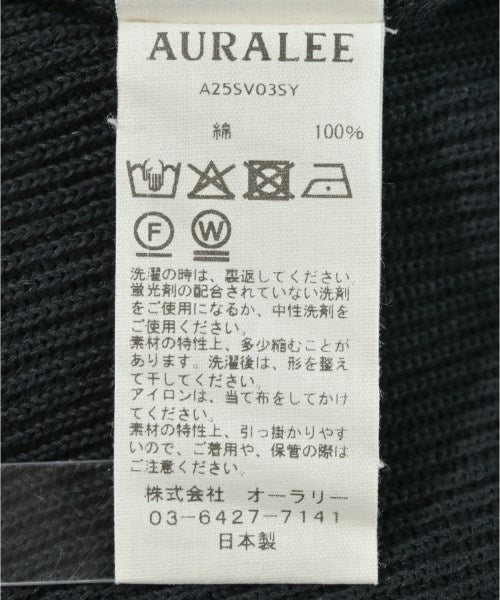 AURALEE
A25SV03SY
綿 100%
F W
洗濯の時は、裏返してください
蛍光剤の配合されていない洗剤
をご使用になるか、中性洗剤を
ご使用ください。
素材の特性上、多少縮むことが
あります。洗濯後は、形を整え
て干してください。
アイロンは、当て布をしてかけ
てください。
素材の特性上、引っ掛かりやす
いので、ご着用や、保管の際は
ご注意ください。
株式会社 オーラリー
03-6427-7141
日本製